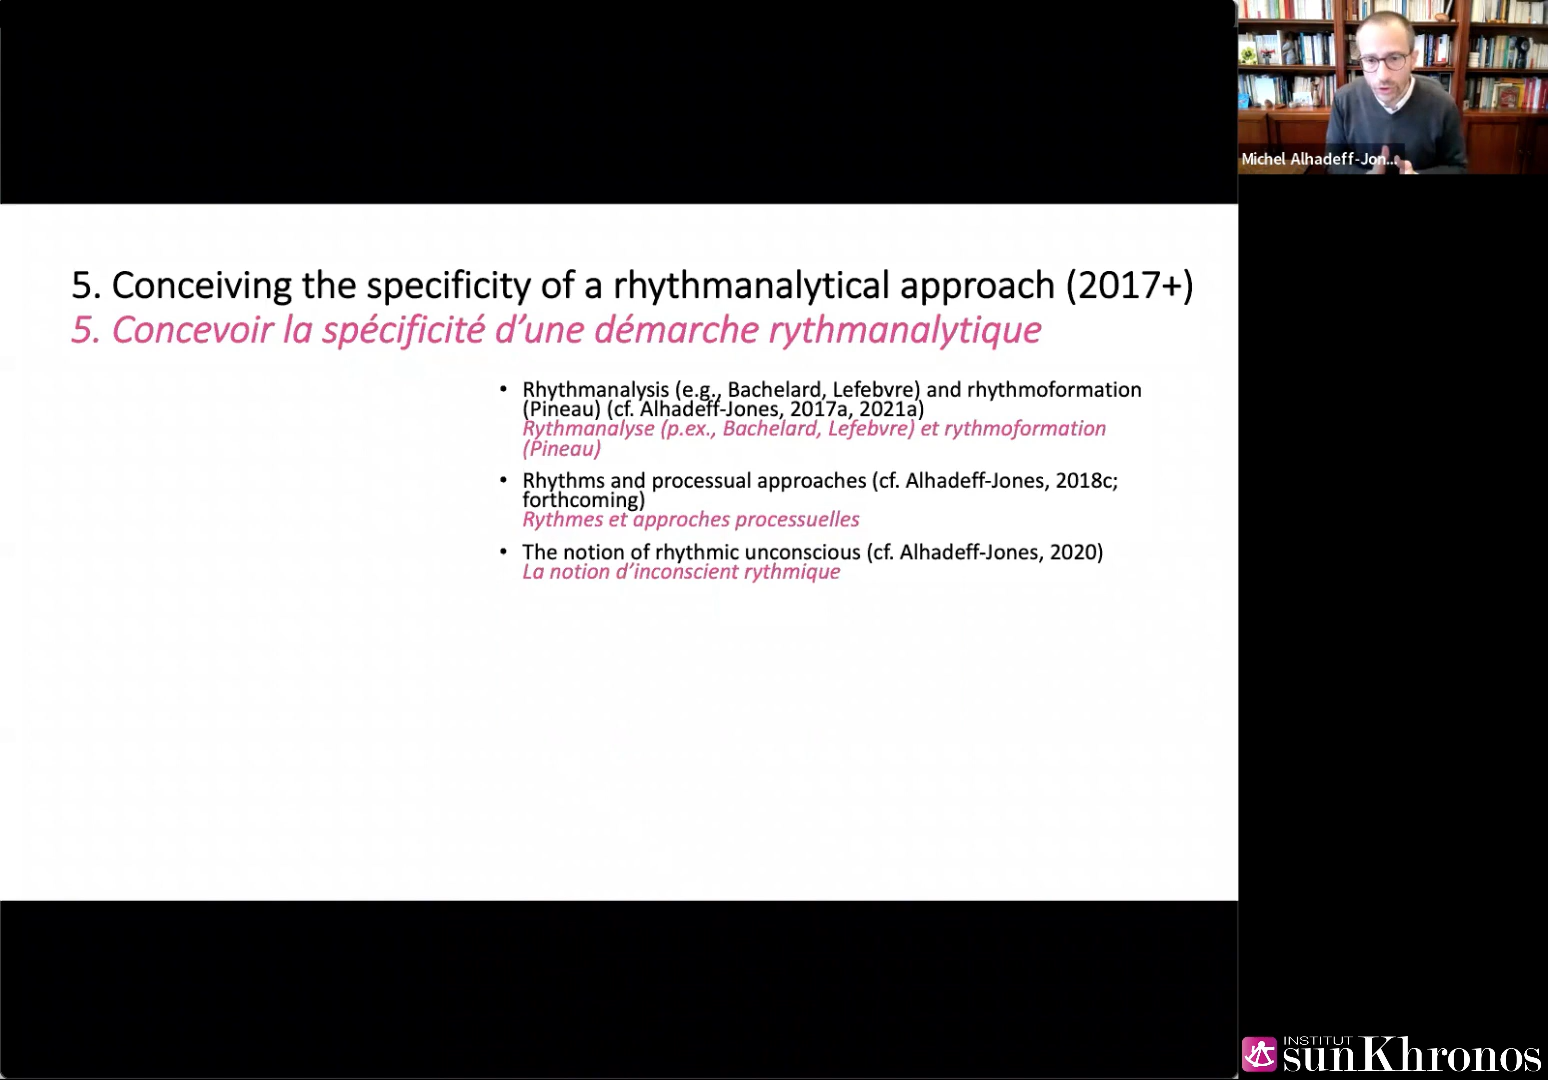 Michel Alhadeff-Jon...
5. Conceiving the specificity of a rhythmanalytical approach (2017+)
5. Concevoir la spécificité d'une démarche rythmanalytique
• Rhythmanalysis (e.g., Bachelard, Lefebvre) and rhythmoformation
(Pineau) (cf. Alhadeff-Jones, 2017a, 2021a)
Rythmanalyse (p.ex., Bachelard, Lefebvre) et rythmoformation
(Pineau)
• Rhythms and processual approaches (cf. Alhadeff-Jones, 2018c;
forthcoming)
Rythmes et approches processuelles
• The notion of rhythmic unconscious (cf. Alhadeff-Jones, 2020)
La notion d'inconscient rythmique
INSTITUT
sunKhronos